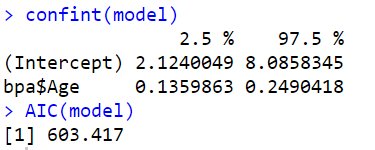 > confint(model)
2.5 % 97.5 %
(Intercept) 2.1240049 8.0858345
bpa$Age 0.1359863 0.2490418
> AIC(model)
[1] 603.417